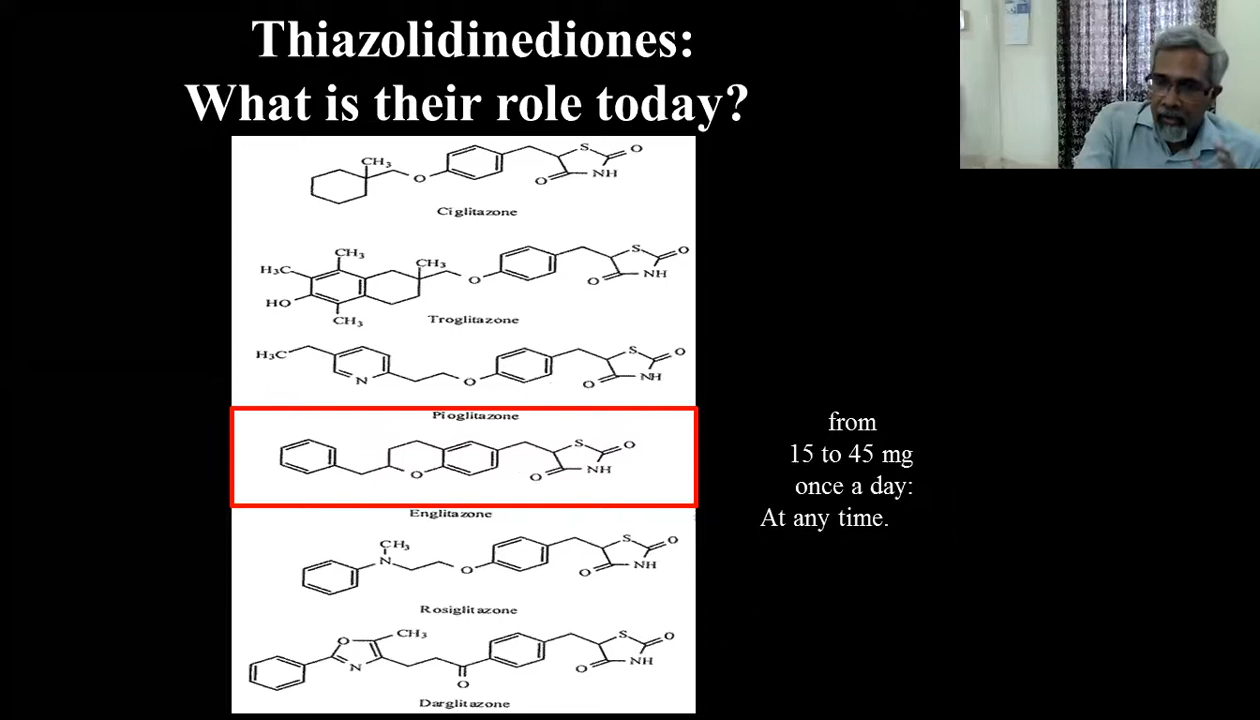 Thiazolidinediones:
What is their role today?
CH3
S
O
O
O
NH
Ciglitazone
CH3
H3C
CH3
S
O
O
O
NH
HO
CH3
Troglitazone
H3C
S
O
N
O
O
NH
Pioglitazone
S
O
O
O
NH
Englitazone
CH3
N
S
O
O
O
NH
Rosiglitazone
O
CH3
N
O
S
O
O
NH
Darglitazone
from
15 to 45 mg
once a day:
At any time.